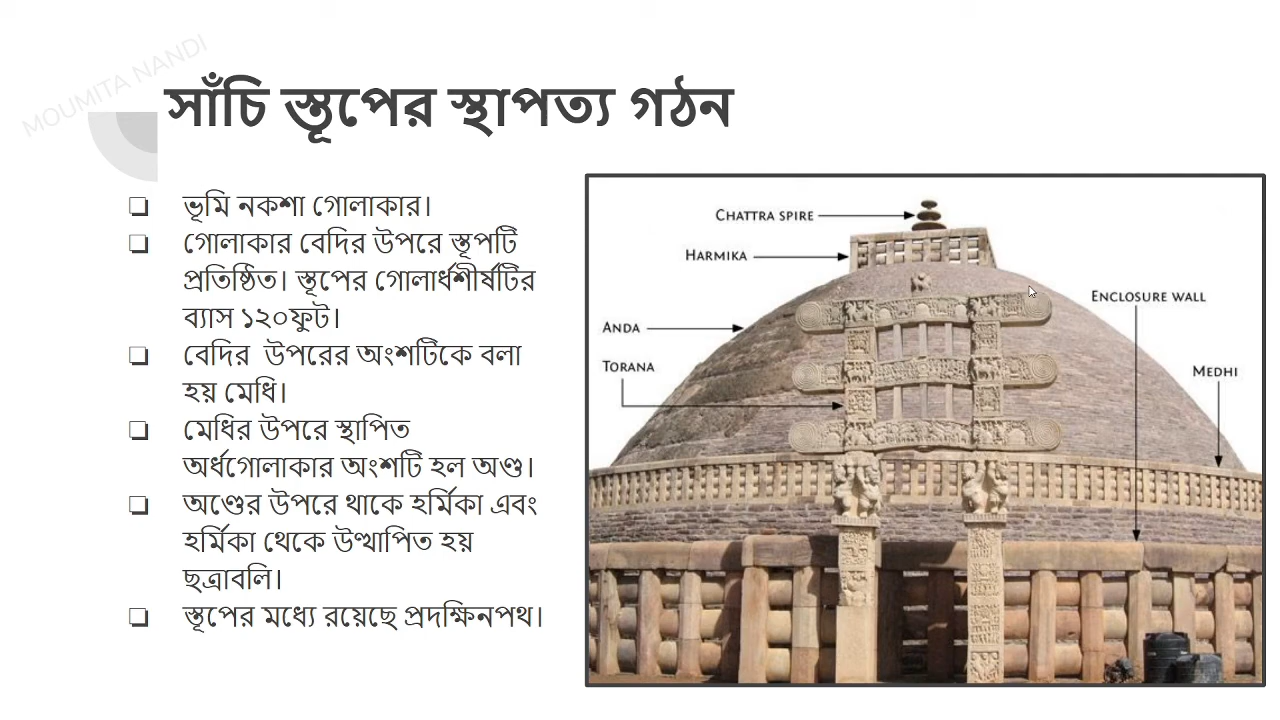 MOUMITA NANDI
সাঁচি স্তূপের স্থাপত্য গঠন
ভূমি নকশা গোলাকার।
গোলাকার বেদির উপরে স্তূপটি
প্রতিষ্ঠিত। স্তূপের গোলার্ধশীর্ষটির
ব্যাস ১২০ফুট।
বেদির উপরের অংশটিকে বলা
হয় মেধি।
মেধির উপরে স্থাপিত
অর্ধগোলাকার অংশটি হল অণ্ড।
অণ্ডের উপরে থাকে হর্মিকা এবং
হর্মিকা থেকে উত্থাপিত হয়
ছত্রাবলি।
স্তূপের মধ্যে রয়েছে প্রদক্ষিনপথ।
CHATTRA SPIRE
HARMIKA
ENCLOSURE WALL
ANDA
TORANA
MEDHI